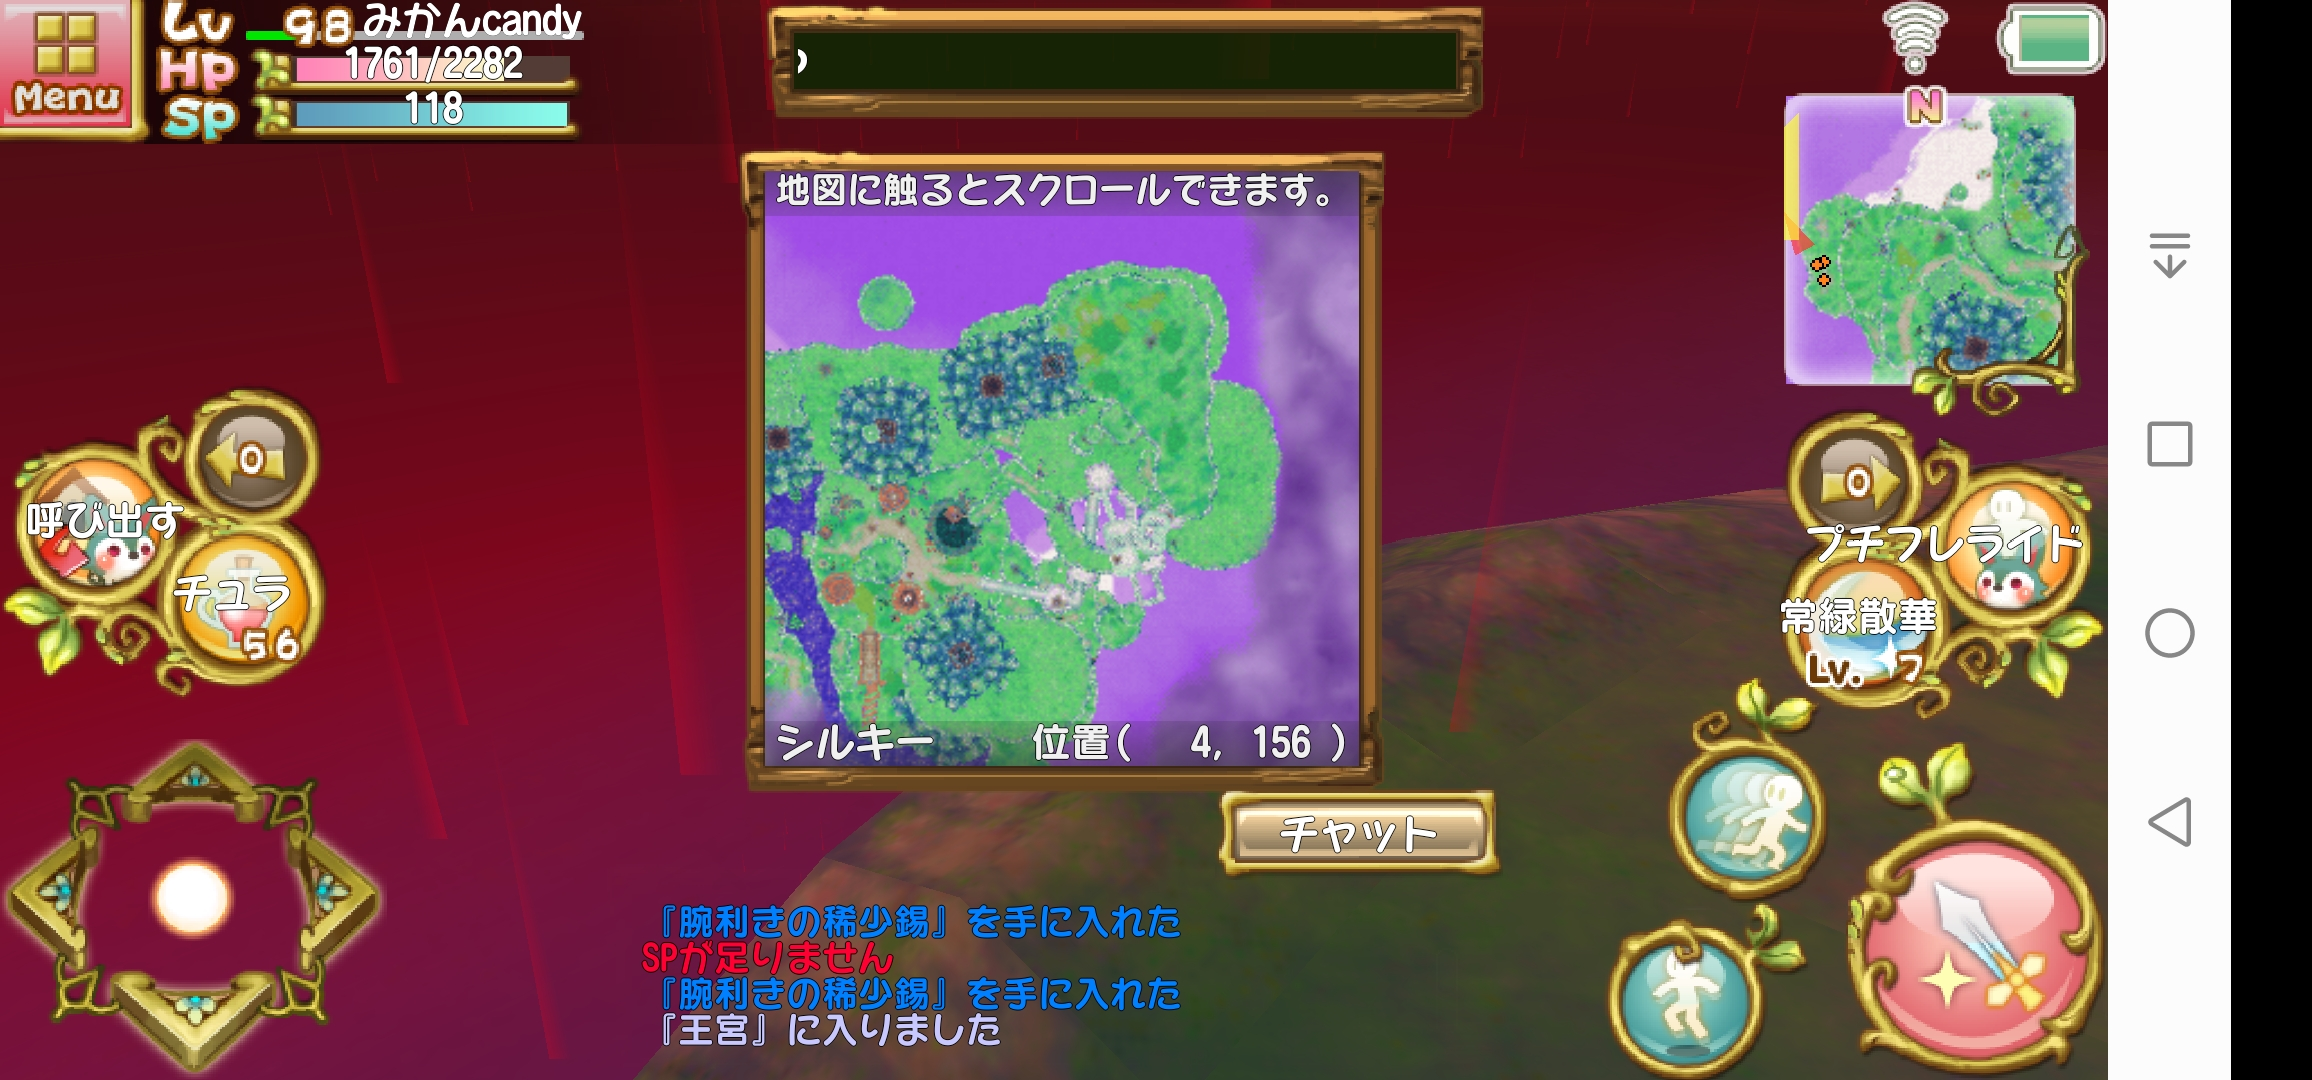 Lv 98 みかんcandy
Hp 1761/2282
Sp 118
Menu
N
地図に触るとスクロールできます。
シルキー 位置( 4, 156 )
0
呼び出す
チュラ
56
0
プチフレライド
常緑散華
Lv. 7
チャット
『腕利きの稀少錫』を手に入れた
SPが足りません
『腕利きの稀少錫』を手に入れた
『王宮』に入りました